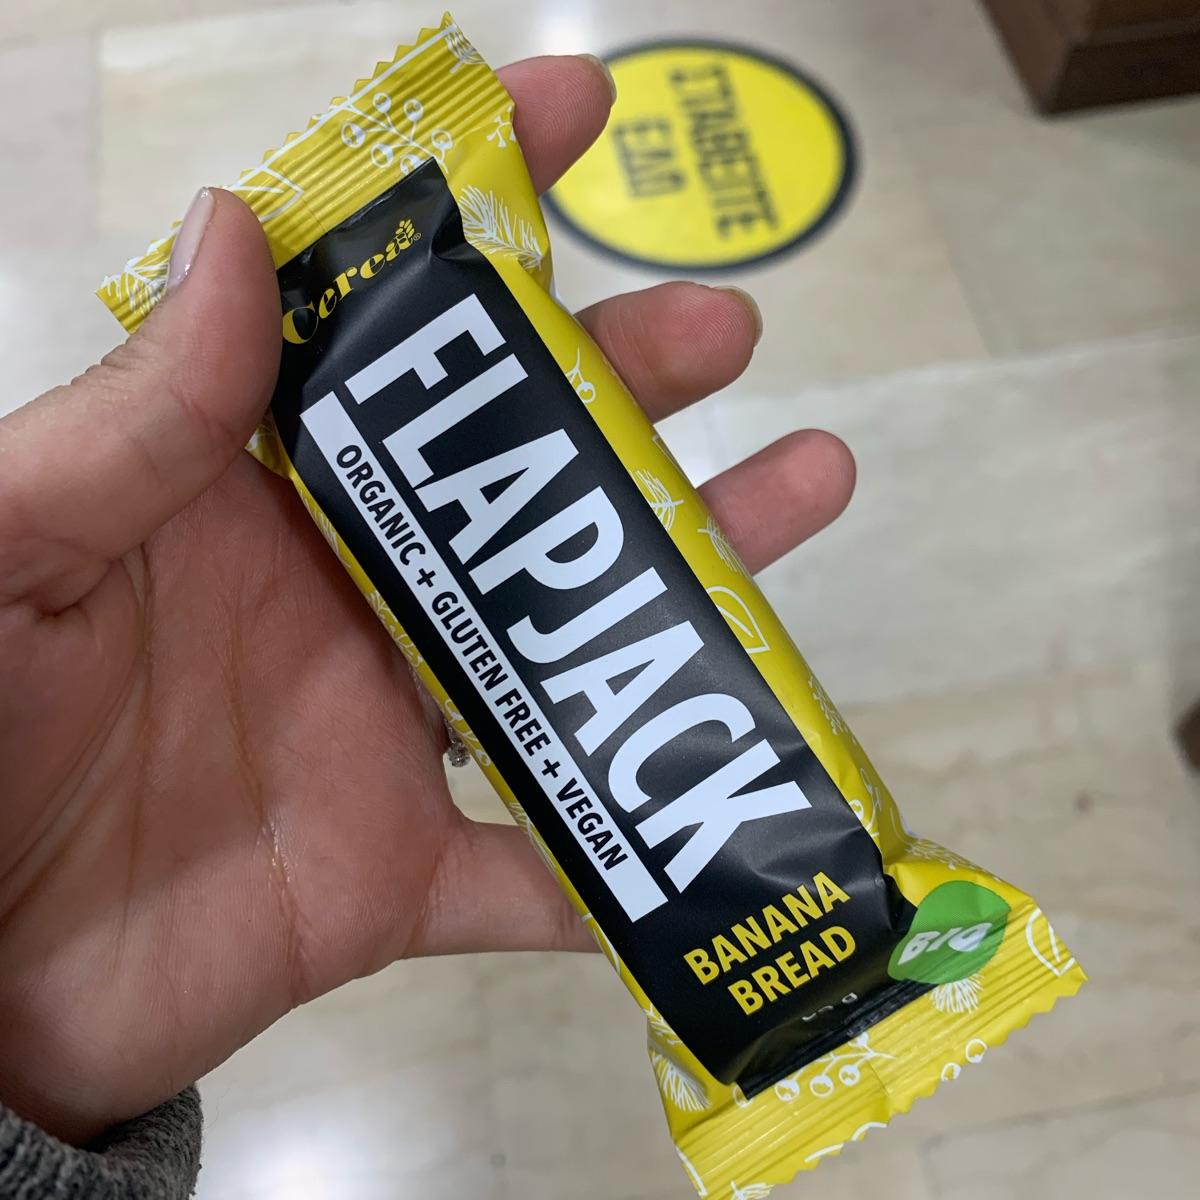 Cerea®
FLAPJACK
ORGANIC + GLUTEN FREE + VEGAN
BANANA
BREAD
BIO
ΣΤΑΘΕΙΤΕ
ΕΔΩ